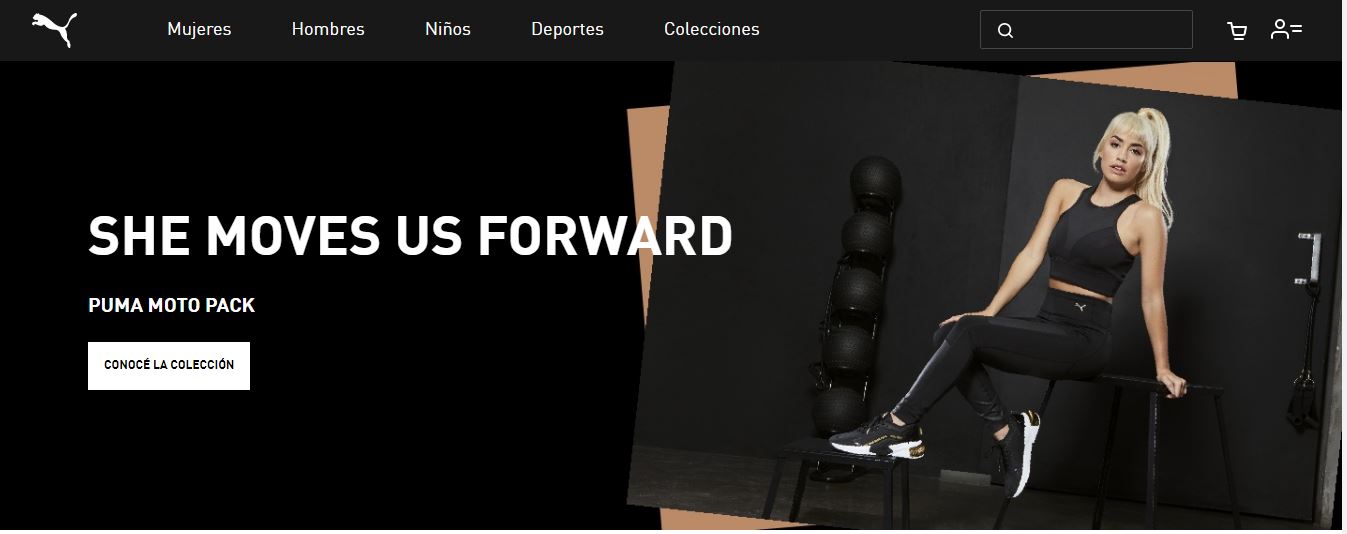 Mujeres Hombres Niños Deportes Colecciones
SHE MOVES US FORWARD
PUMA MOTO PACK
CONOCÉ LA COLECCIÓN